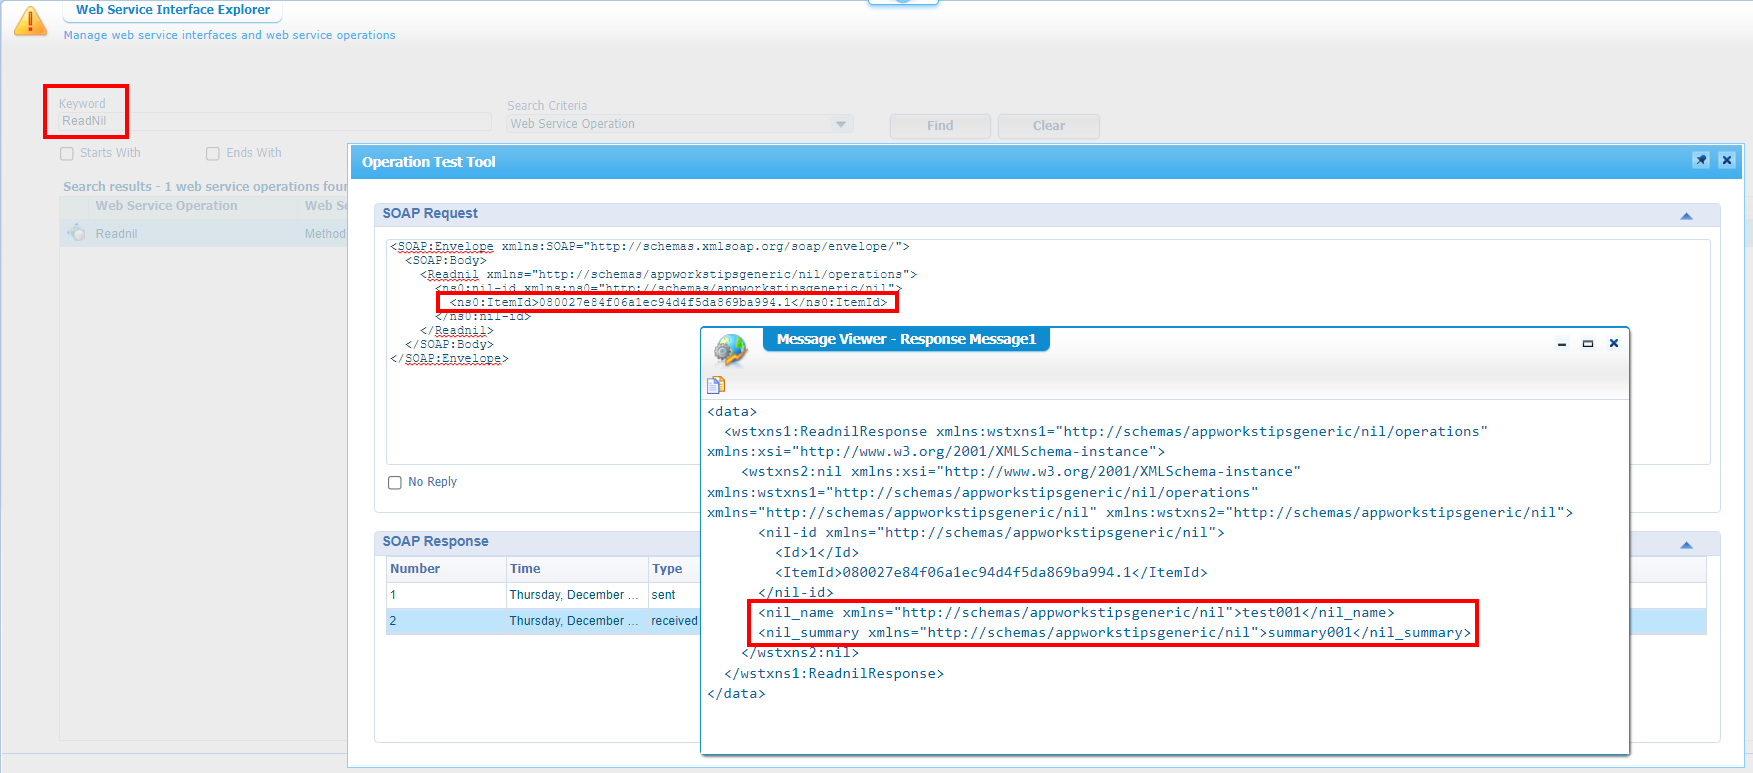 Web Service Interface Explorer
Manage web service interfaces and web service operations
Keyword
ReadNil
Search Criteria
Web Service Operation
Find
Clear
Starts With
Ends With
Search results - 1 web service operations four
Web Service Operation
Web Se
Readnil
Method
Operation Test Tool
SOAP Request
<SOAP:Envelope xmlns:SOAP="http://schemas.xmlsoap.org/soap/envelope/">
<SOAP:Body>
<Readnil xmlns="http://schemas/appworkstipsgeneric/nil/operations">
<ns0:nil-id xmlns:ns0="http://schemas/appworkstipsgeneric/nil">
<ns0:ItemId>080027e84f06a1ec94d4f5da869ba994.1</ns0:ItemId>
</ns0:nil-id>
</Readnil>
</SOAP:Body>
</SOAP:Envelope>
No Reply
SOAP Response
Number
Time
Type
1
Thursday, December ...
sent
2
Thursday, December ...
received
Message Viewer - Response Message1
<data>
<wstxns1:ReadnilResponse xmlns:wstxns1="http://schemas/appworkstipsgeneric/nil/operations"
xmlns:xsi="http://www.w3.org/2001/XMLSchema-instance">
<wstxns2:nil xmlns:xsi="http://www.w3.org/2001/XMLSchema-instance"
xmlns:wstxns1="http://schemas/appworkstipsgeneric/nil/operations"
xmlns="http://schemas/appworkstipsgeneric/nil" xmlns:wstxns2="http://schemas/appworkstipsgeneric/nil">
<nil-id xmlns="http://schemas/appworkstipsgeneric/nil">
<Id>1</Id>
<ItemId>080027e84f06a1ec94d4f5da869ba994.1</ItemId>
</nil-id>
<nil_name xmlns="http://schemas/appworkstipsgeneric/nil">test001</nil_name>
<nil_summary xmlns="http://schemas/appworkstipsgeneric/nil">summary001</nil_summary>
</wstxns2:nil>
</wstxns1:ReadnilResponse>
</data>